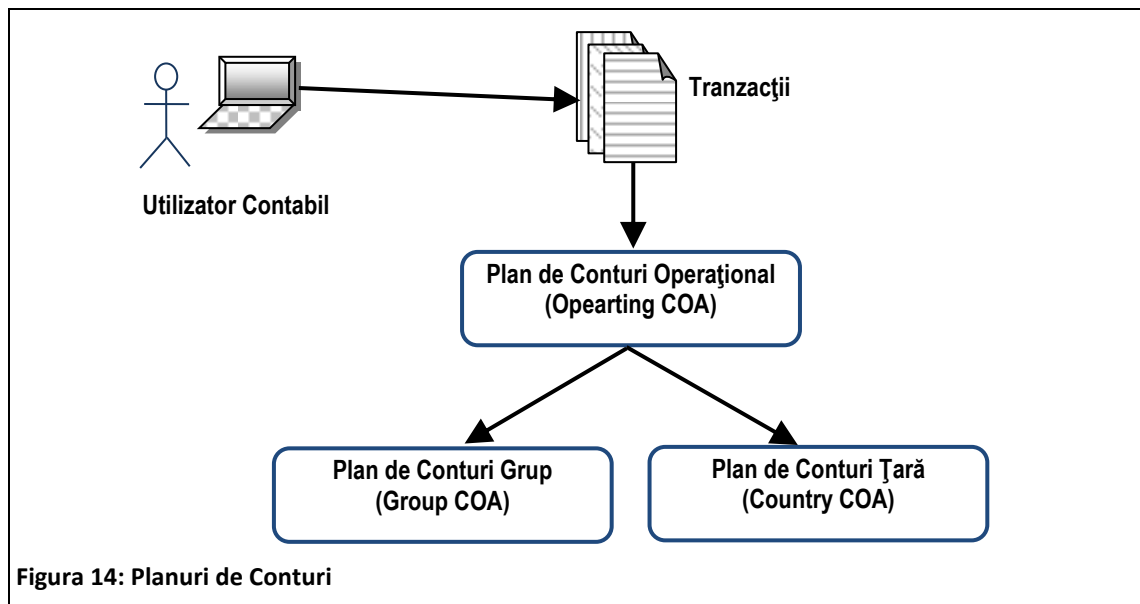 Tranzacţii
Utilizator Contabil
Plan de Conturi Operaţional
(Opearting COA)
Plan de Conturi Grup
(Group COA)
Plan de Conturi Ţară
(Country COA)
Figura 14: Planuri de Conturi